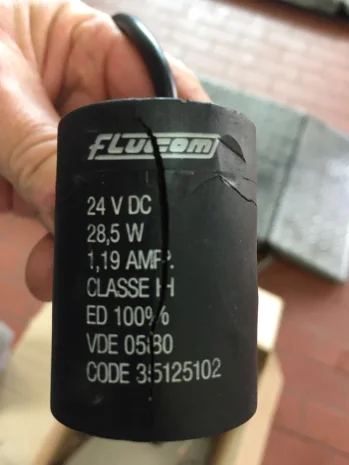 FLUCOM
24 V DC
28,5 W
1,19 AMP.
CLASSE H
ED 100%
VDE 0580
CODE 35125102